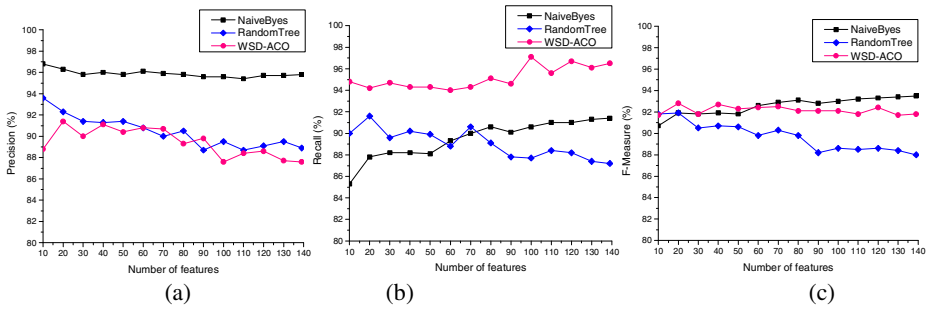 NaiveByes
RandomTree
WSD-ACO
100
98
96
94
92
90
88
86
84
82
80
Precision (%)
10 20 30 40 50 60 70 80 90 100 110 120 130 140
Number of features
(a)
NaiveByes
RandomTree
WSD-ACO
100
98
96
94
92
90
88
86
84
82
80
Recall (%)
10 20 30 40 50 60 70 80 90 100 110 120 130 140
Number of features
(b)
NaiveByes
RandomTree
WSD-ACO
100
98
96
94
92
90
88
86
84
82
80
F-Measure (%)
10 20 30 40 50 60 70 80 90 100 110 120 130 140
Number of features
(c)